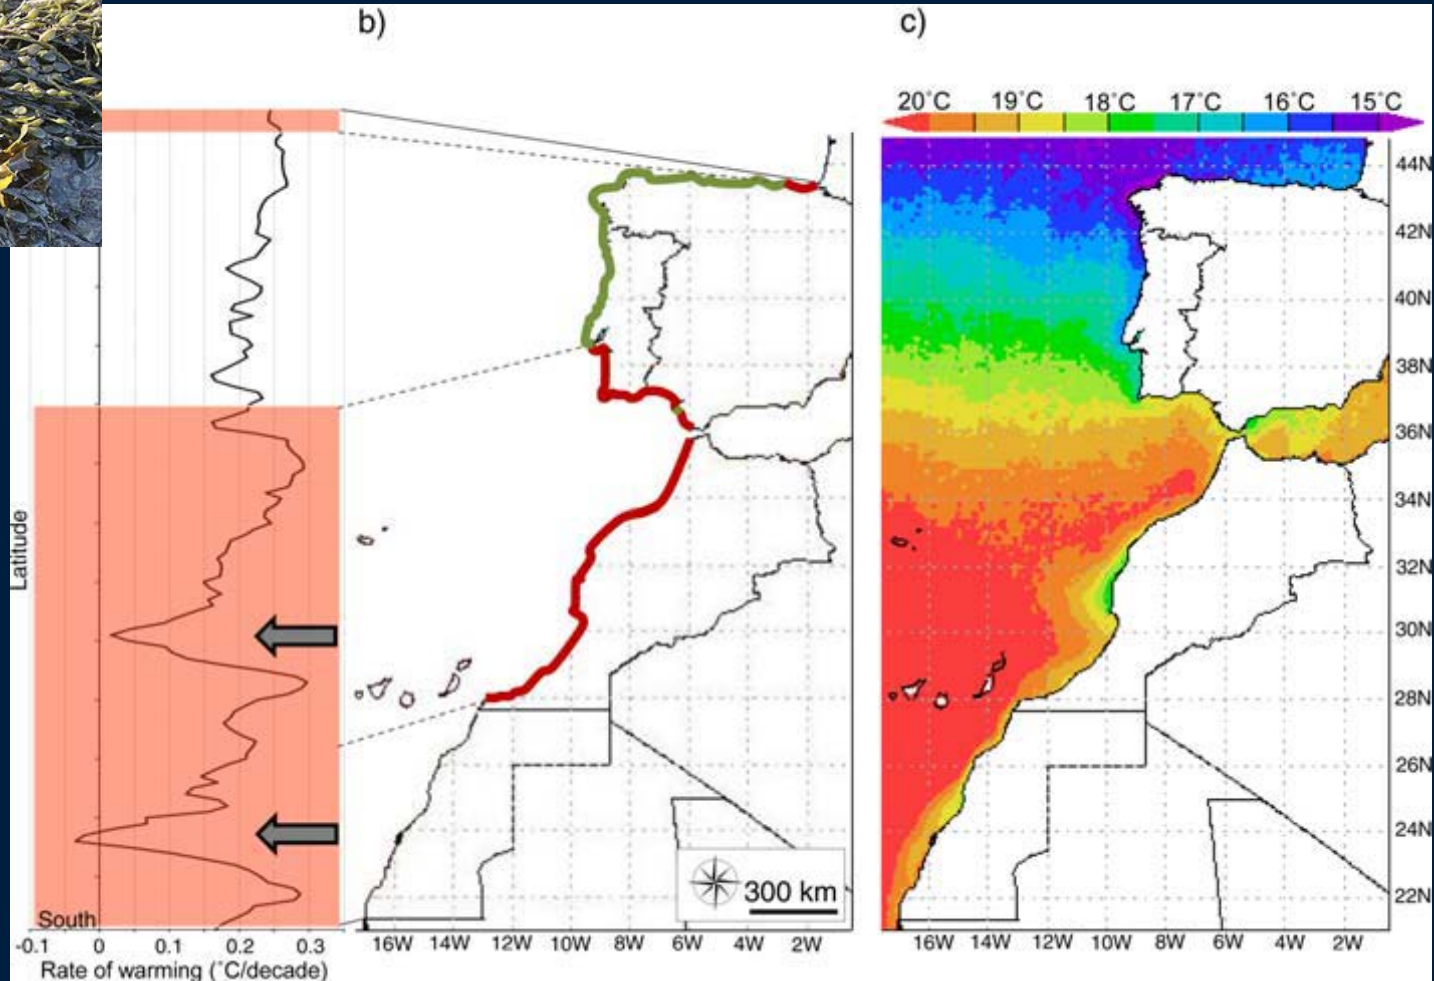 b)
c)
20˚C 19˚C 18˚C 17˚C 16˚C 15˚C
44N
42N
40N
38N
36N
34N
32N
30N
28N
26N
24N
22N
Latitude
South
300 km
-0.1 0 0.1 0.2 0.3
Rate of warming (˚C/decade)
16W 14W 12W 10W 8W 6W 4W 2W
16W 14W 12W 10W 8W 6W 4W 2W